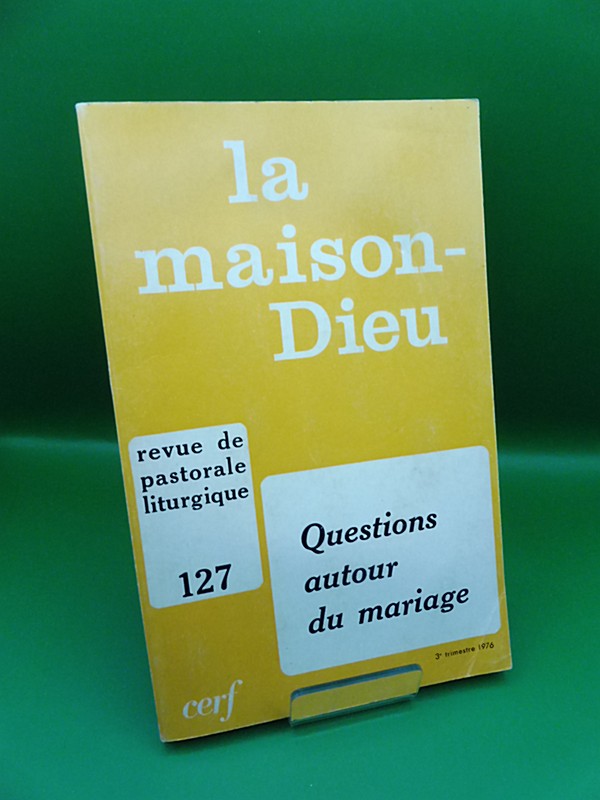 la
maison-
Dieu
revue de
pastorale
liturgique
127
Questions
autour
du mariage
3e trimestre 1976
cerf